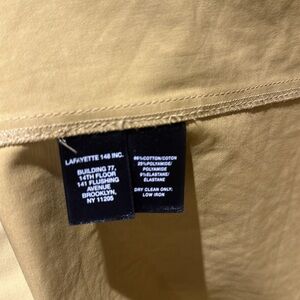 LAFAYETTE 148 INC.
BUILDING 77,
14TH FLOOR
141 FLUSHING
AVENUE
BROOKLYN,
NY 11205
66%COTTON/COTON
29%POLYAMIDE/
POLYAMIDE
5%ELASTANE/
ELASTANE
DRY CLEAN ONLY;
LOW IRON